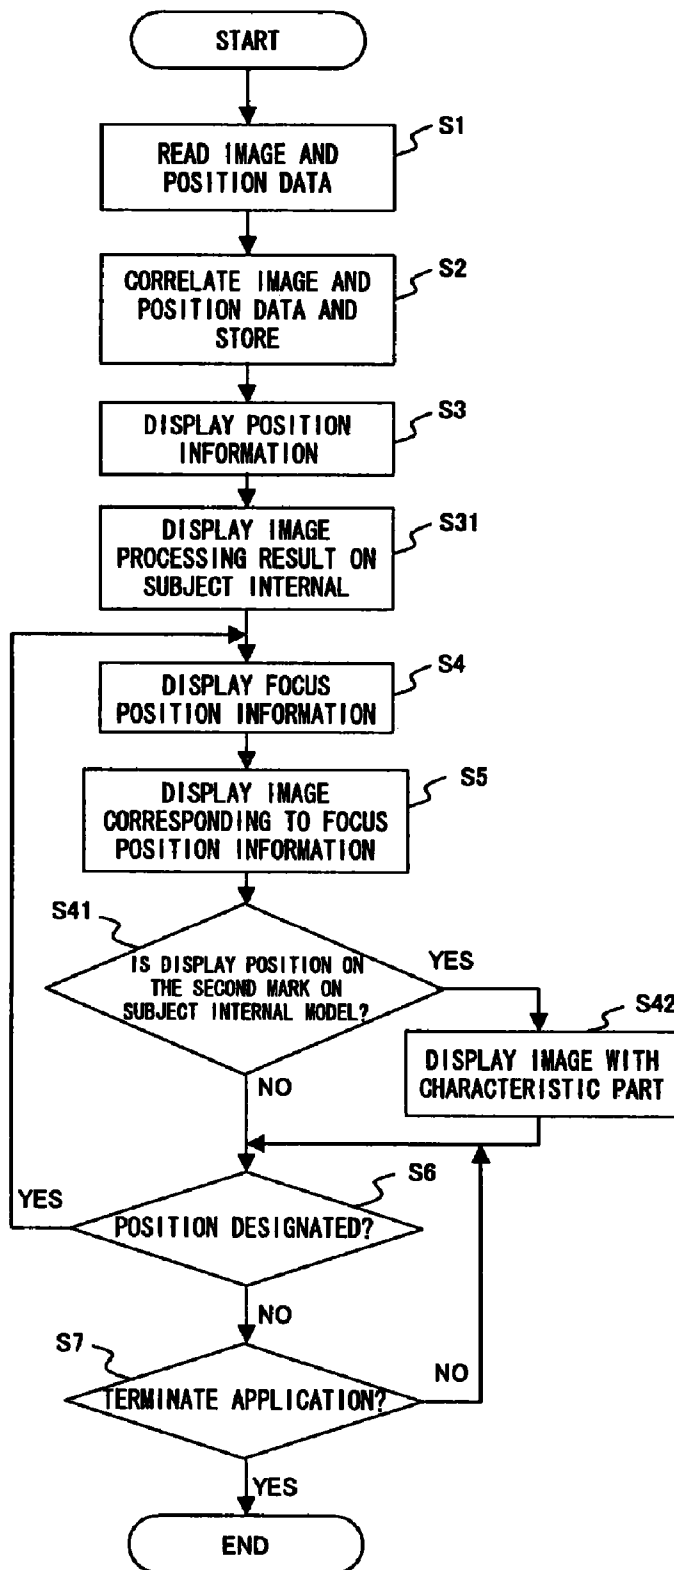 START
S1
READ IMAGE AND
POSITION DATA
S2
CORRELATE IMAGE AND
POSITION DATA AND
STORE
S3
DISPLAY POSITION
INFORMATION
S31
DISPLAY IMAGE
PROCESSING RESULT ON
SUBJECT INTERNAL
S4
DISPLAY FOCUS
POSITION INFORMATION
S5
DISPLAY IMAGE
CORRESPONDING TO FOCUS
POSITION INFORMATION
S41
IS DISPLAY POSITION ON
THE SECOND MARK ON
SUBJECT INTERNAL MODEL?
YES
S42
DISPLAY IMAGE WITH
CHARACTERISTIC PART
NO
S6
YES
POSITION DESIGNATED?
NO
S7
NO
TERMINATE APPLICATION?
YES
END